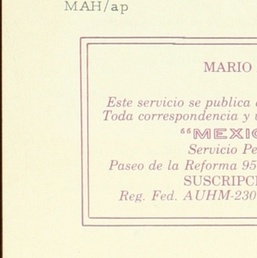 MAH/ap
MARIO
Este servicio se publica
Toda correspondencia y
"MEXIC
Servicio Pe
Paseo de la Reforma 95
SUSCRIPC
Reg. Fed. AUHM-230